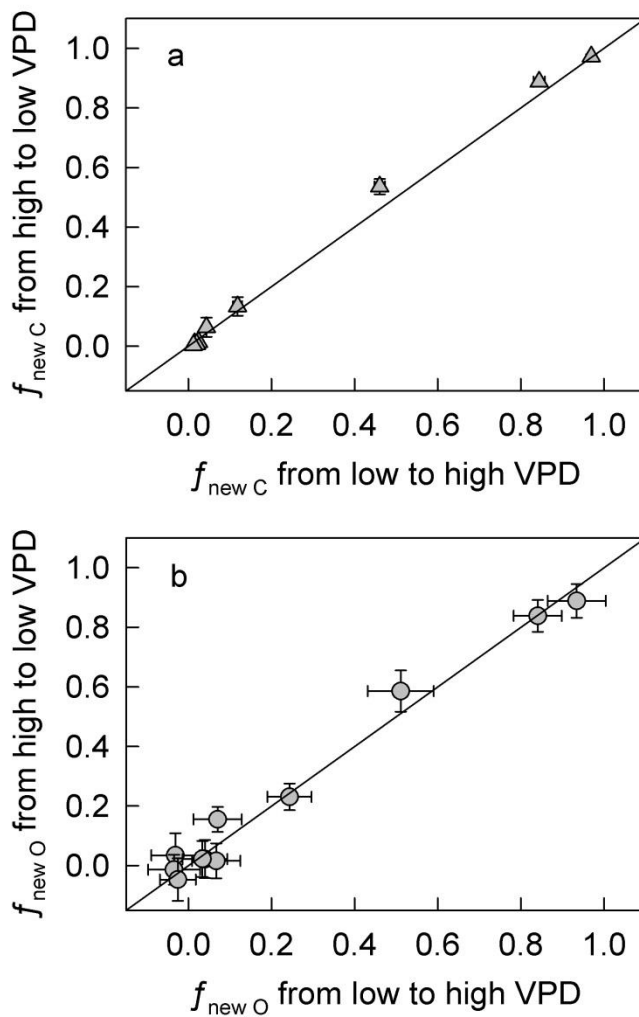 a
f new C from high to low VPD
1.0
0.8
0.6
0.4
0.2
0.0
0.0 0.2 0.4 0.6 0.8 1.0
f new C from low to high VPD
b
f new O from high to low VPD
1.0
0.8
0.6
0.4
0.2
0.0
0.0 0.2 0.4 0.6 0.8 1.0
f new O from low to high VPD